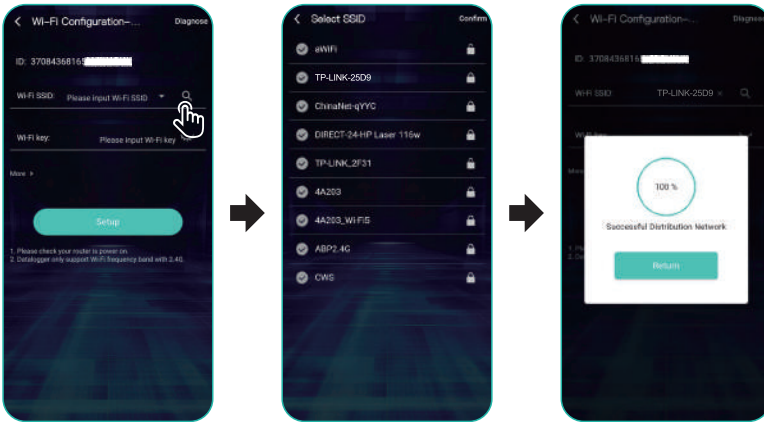 Wi-Fi Configuration-... Diagnose
ID: 37084368165
Wi-Fi SSID: Please input Wi-Fi SSID
Wi-Fi key: Please input Wi-Fi key
More
Setup
1. Please check your router is power on.
2. Datalogger only support Wi-Fi frequency band with 2.4G.
Select SSID Confirm
aWiFi
TP-LINK-25D9
ChinaNet-qYYC
DIRECT-24-HP Laser 116w
TP-LINK_2F31
4A203
4A203_Wi-Fi5
ABP2.4G
CWS
Wi-Fi Configuration-... Diagnose
ID: 3708436816
Wi-Fi SSID: TP-LINK-25D9 ×
100 %
Successful Distribution Network
Return